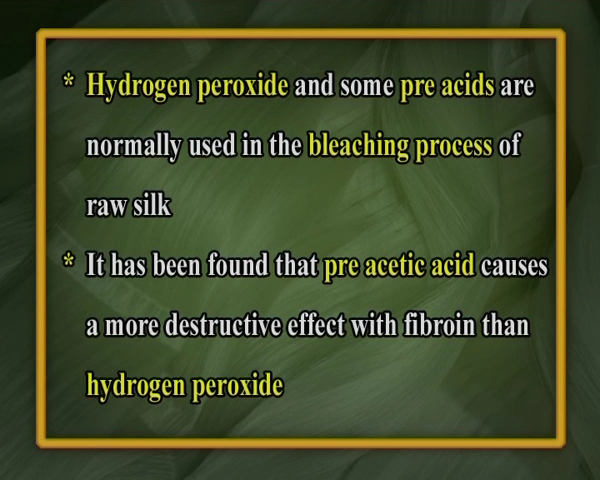 * Hydrogen peroxide and some pre acids are
normally used in the bleaching process of
raw silk
* It has been found that pre acetic acid causes
a more destructive effect with fibroin than
hydrogen peroxide